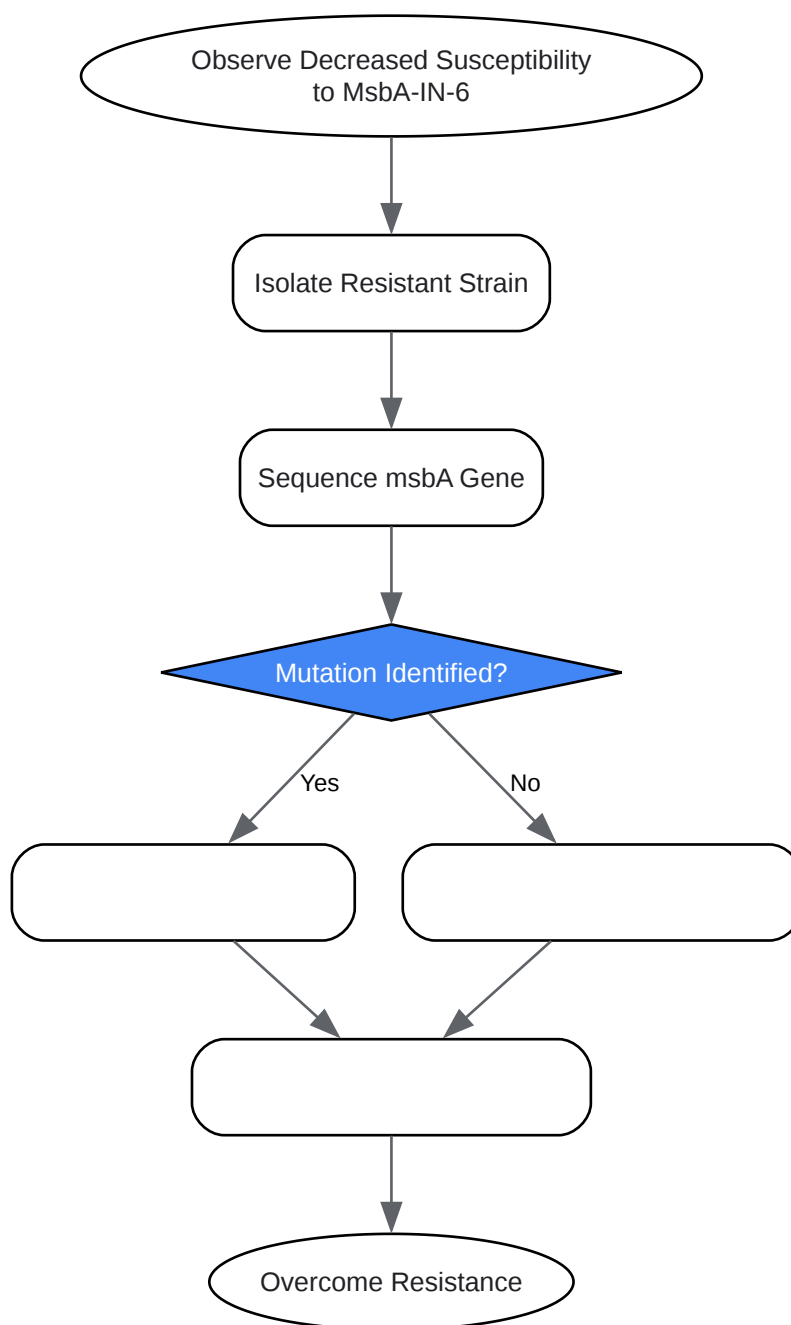 Observe Decreased Susceptibility
to MsbA-IN-6
Isolate Resistant Strain
Sequence msbA Gene
Mutation Identified?
Yes
No
Overcome Resistance